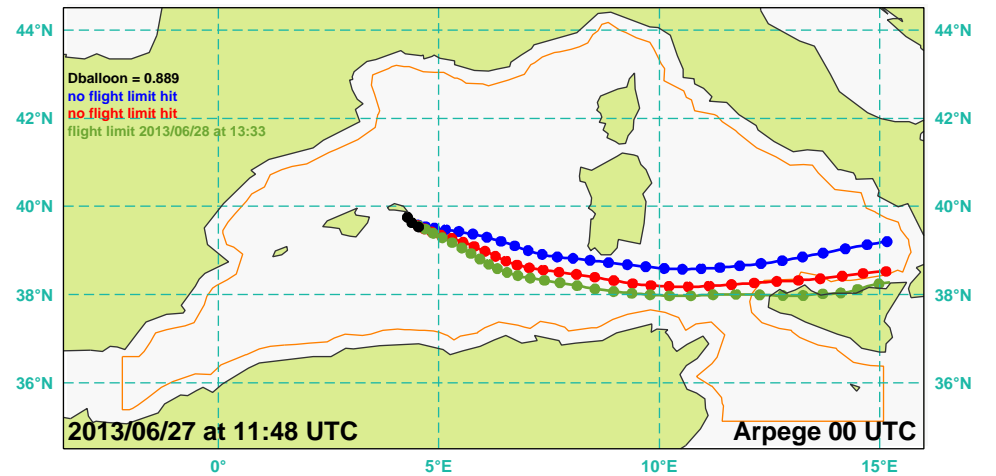 44°N 44°N
Dballoon = 0.889
no flight limit hit
no flight limit hit
flight limit 2013/06/28 at 13:33
42°N 42°N
40°N 40°N
38°N 38°N
36°N 36°N
2013/06/27 at 11:48 UTC Arpege 00 UTC
0° 5°E 10°E 15°E